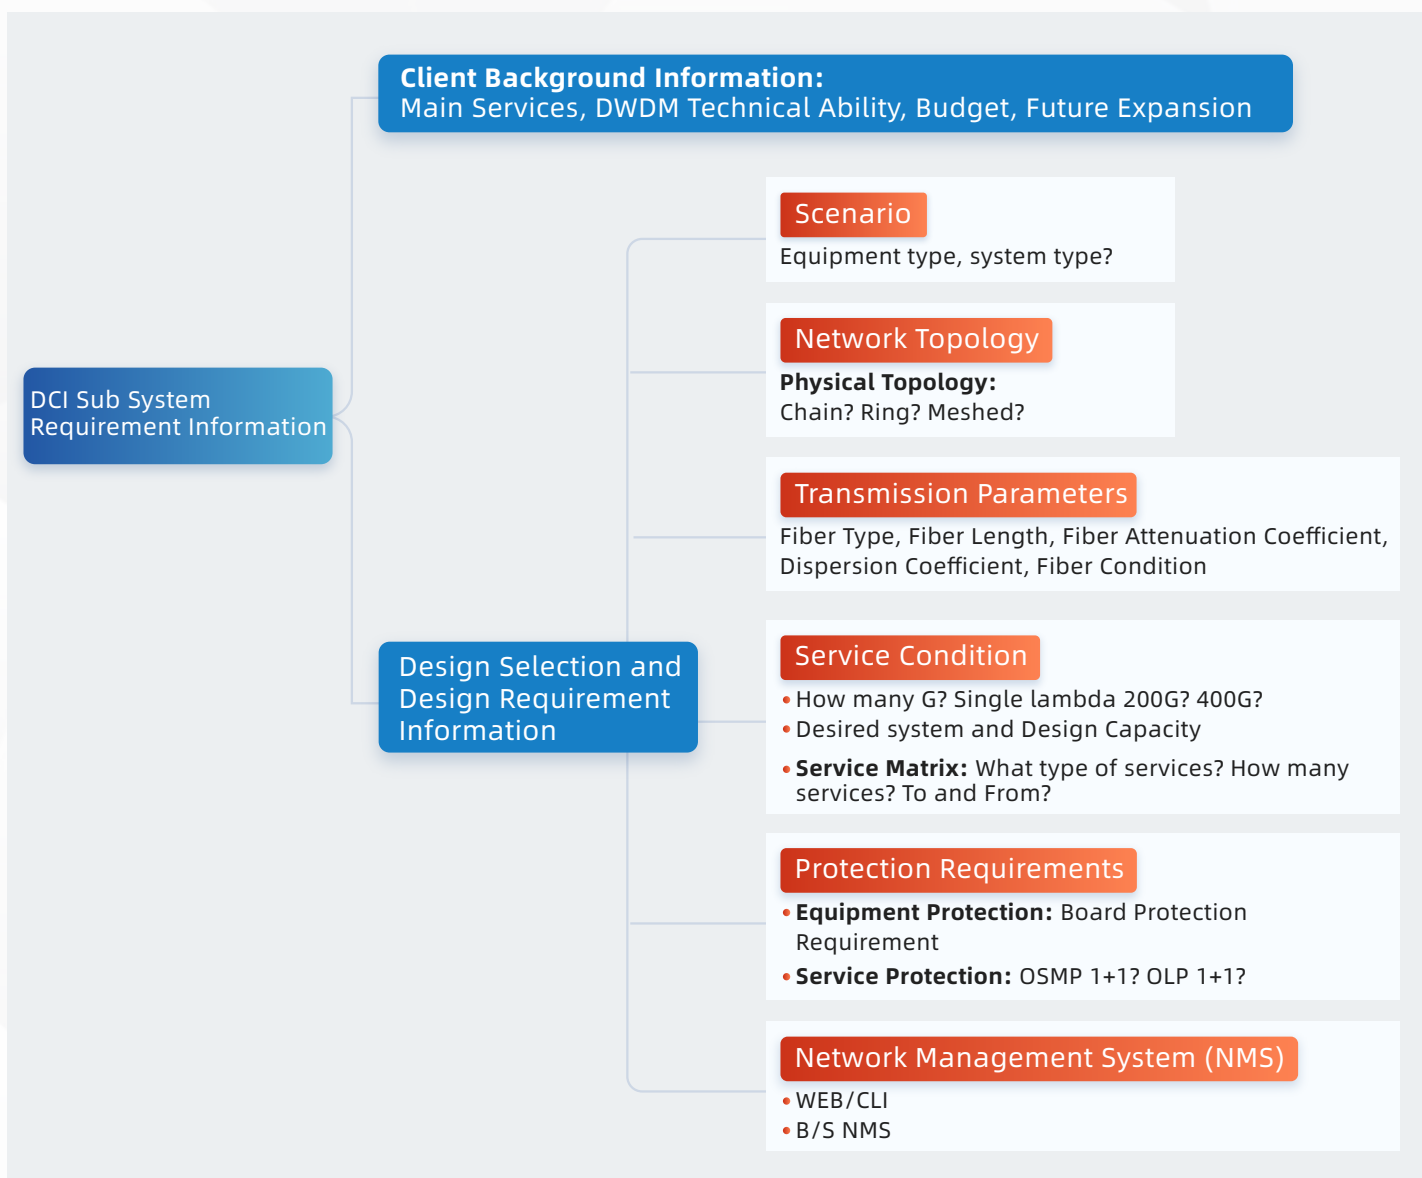 Client Background Information:
Main Services, DWDM Technical Ability, Budget, Future Expansion
DCI Sub System
Requirement Information
Design Selection and
Design Requirement
Information
Scenario
Equipment type, system type?
Network Topology
Physical Topology:
Chain? Ring? Meshed?
Transmission Parameters
Fiber Type, Fiber Length, Fiber Attenuation Coefficient,
Dispersion Coefficient, Fiber Condition
Service Condition
• How many G? Single lambda 200G? 400G?
• Desired system and Design Capacity
• Service Matrix: What type of services? How many
services? To and From?
Protection Requirements
• Equipment Protection: Board Protection
Requirement
• Service Protection: OSMP 1+1? OLP 1+1?
Network Management System (NMS)
• WEB/CLI
• B/S NMS